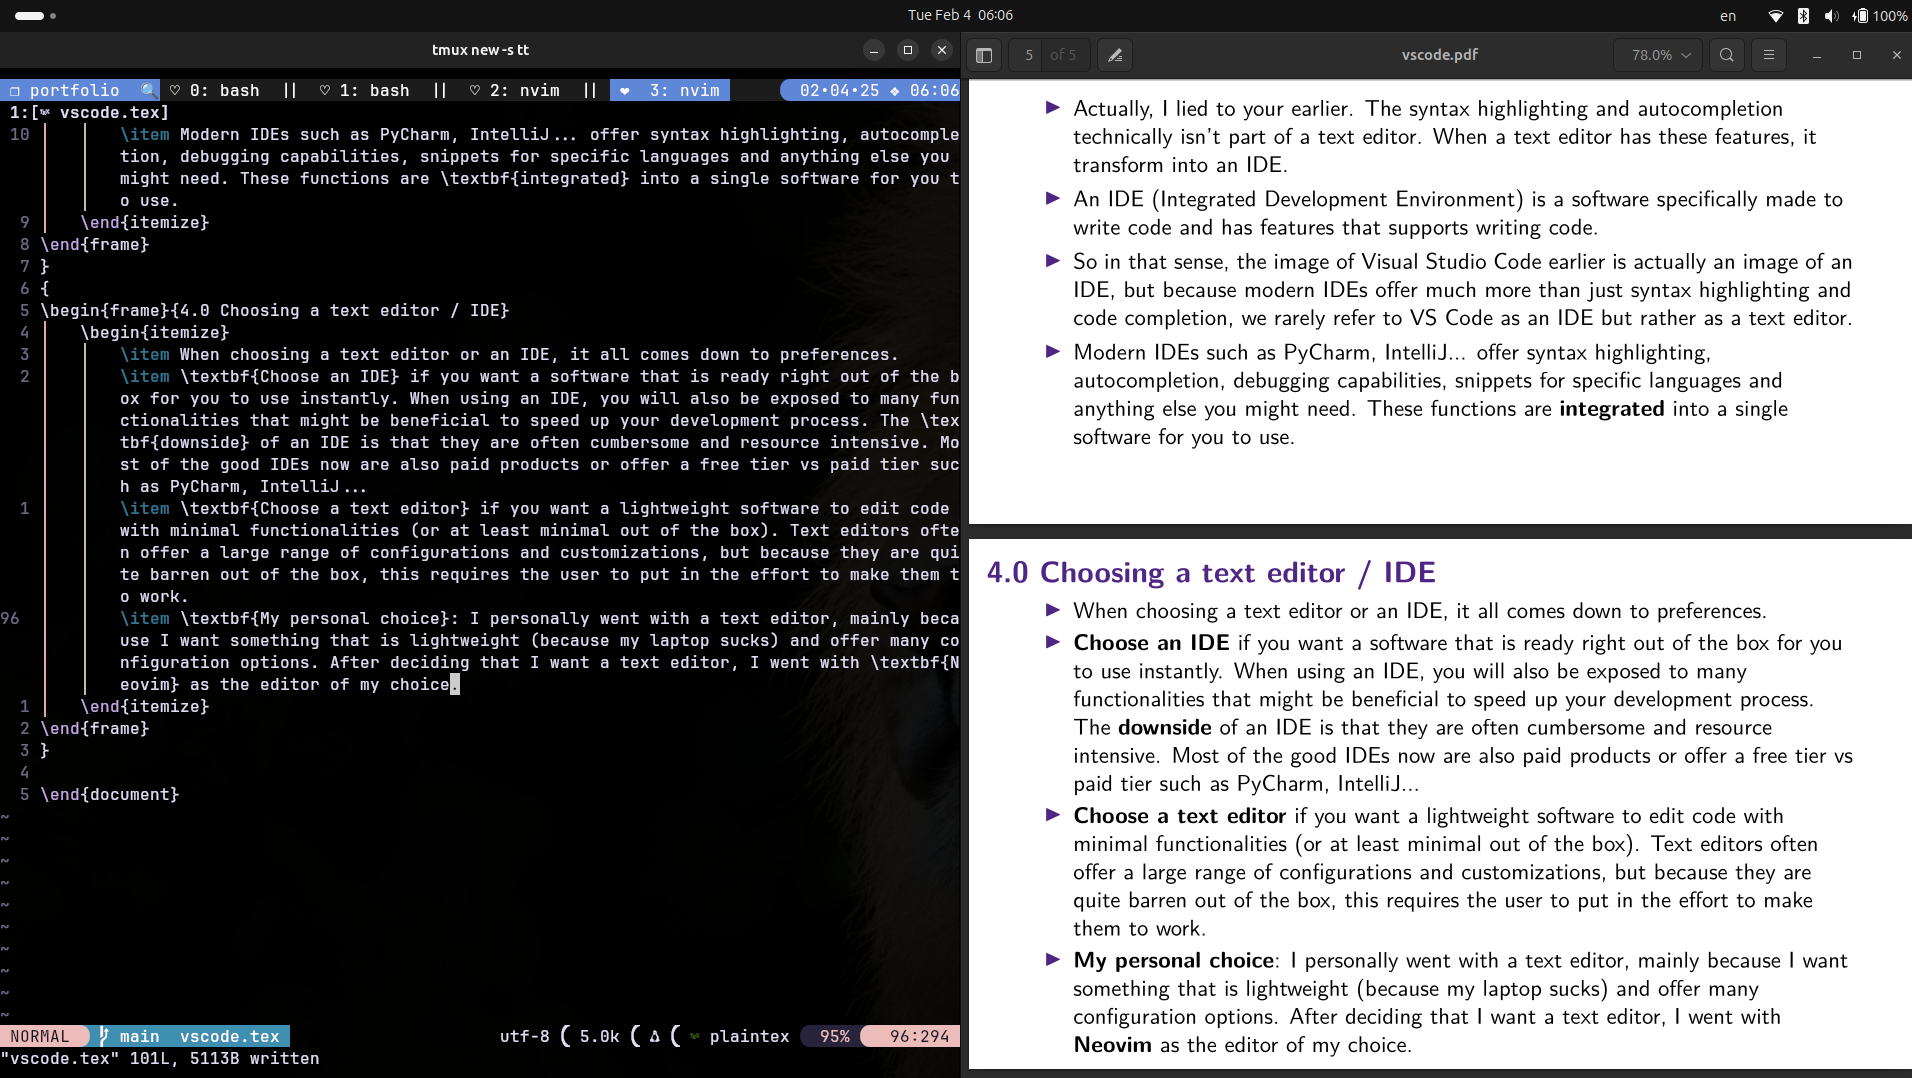 Tue Feb 4 06:06
en
100%
tmux new -s tt
portfolio 0: bash || 1: bash || 2: nvim || 3: nvim 02•04•25 06:06
1:[ vscode.tex]
10 \item Modern IDEs such as PyCharm, IntelliJ... offer syntax highlighting, autocomple
tion, debugging capabilities, snippets for specific languages and anything else you
might need. These functions are \textbf{integrated} into a single software for you t
o use.
9 \end{itemize}
8 \end{frame}
7 }
6 {
5 \begin{frame}{4.0 Choosing a text editor / IDE}
4 \begin{itemize}
3 \item When choosing a text editor or an IDE, it all comes down to preferences.
2 \item \textbf{Choose an IDE} if you want a software that is ready right out of the b
ox for you to use instantly. When using an IDE, you will also be exposed to many fun
ctionalities that might be beneficial to speed up your development process. The \tex
tbf{downside} of an IDE is that they are often cumbersome and resource intensive. Mo
st of the good IDEs now are also paid products or offer a free tier vs paid tier suc
h as PyCharm, IntelliJ...
1 \item \textbf{Choose a text editor} if you want a lightweight software to edit code
with minimal functionalities (or at least minimal out of the box). Text editors ofte
n offer a large range of configurations and customizations, but because they are qui
te barren out of the box, this requires the user to put in the effort to make them t
o work.
96 \item \textbf{My personal choice}: I personally went with a text editor, mainly beca
use I want something that is lightweight (because my laptop sucks) and offer many co
nfiguration options. After deciding that I want a text editor, I went with \textbf{N
eovim} as the editor of my choice.
1 \end{itemize}
2 \end{frame}
3 }
4
5 \end{document}
~
~
~
~
~
~
~
~
~
~
NORMAL main vscode.tex utf-8 ( 5.0k ( ( plaintex 95% 96:294
"vscode.tex" 101L, 5113B written
5 of 5
vscode.pdf
78.0%
Actually, I lied to your earlier. The syntax highlighting and autocompletion
technically isn't part of a text editor. When a text editor has these features, it
transform into an IDE.
An IDE (Integrated Development Environment) is a software specifically made to
write code and has features that supports writing code.
So in that sense, the image of Visual Studio Code earlier is actually an image of an
IDE, but because modern IDEs offer much more than just syntax highlighting and
code completion, we rarely refer to VS Code as an IDE but rather as a text editor.
Modern IDEs such as PyCharm, IntelliJ... offer syntax highlighting,
autocompletion, debugging capabilities, snippets for specific languages and
anything else you might need. These functions are integrated into a single
software for you to use.
4.0 Choosing a text editor / IDE
When choosing a text editor or an IDE, it all comes down to preferences.
Choose an IDE if you want a software that is ready right out of the box for you
to use instantly. When using an IDE, you will also be exposed to many
functionalities that might be beneficial to speed up your development process.
The downside of an IDE is that they are often cumbersome and resource
intensive. Most of the good IDEs now are also paid products or offer a free tier vs
paid tier such as PyCharm, IntelliJ...
Choose a text editor if you want a lightweight software to edit code with
minimal functionalities (or at least minimal out of the box). Text editors often
offer a large range of configurations and customizations, but because they are
quite barren out of the box, this requires the user to put in the effort to make
them to work.
My personal choice: I personally went with a text editor, mainly because I want
something that is lightweight (because my laptop sucks) and offer many
configuration options. After deciding that I want a text editor, I went with
Neovim as the editor of my choice.